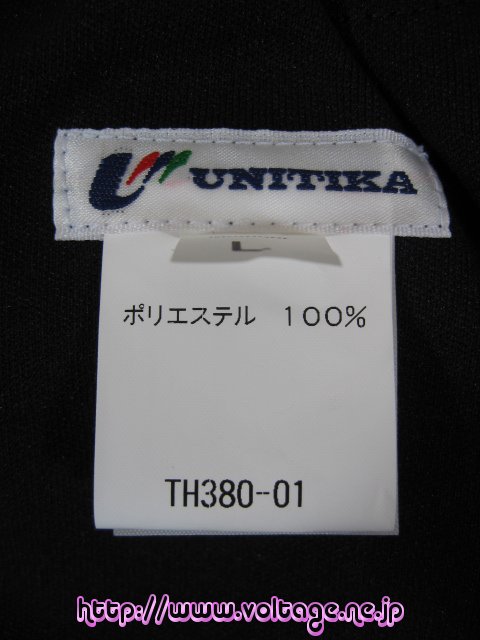 UNITIKA
L
ポリエステル 100%
TH380-01
http://www.voltage.ne.jp